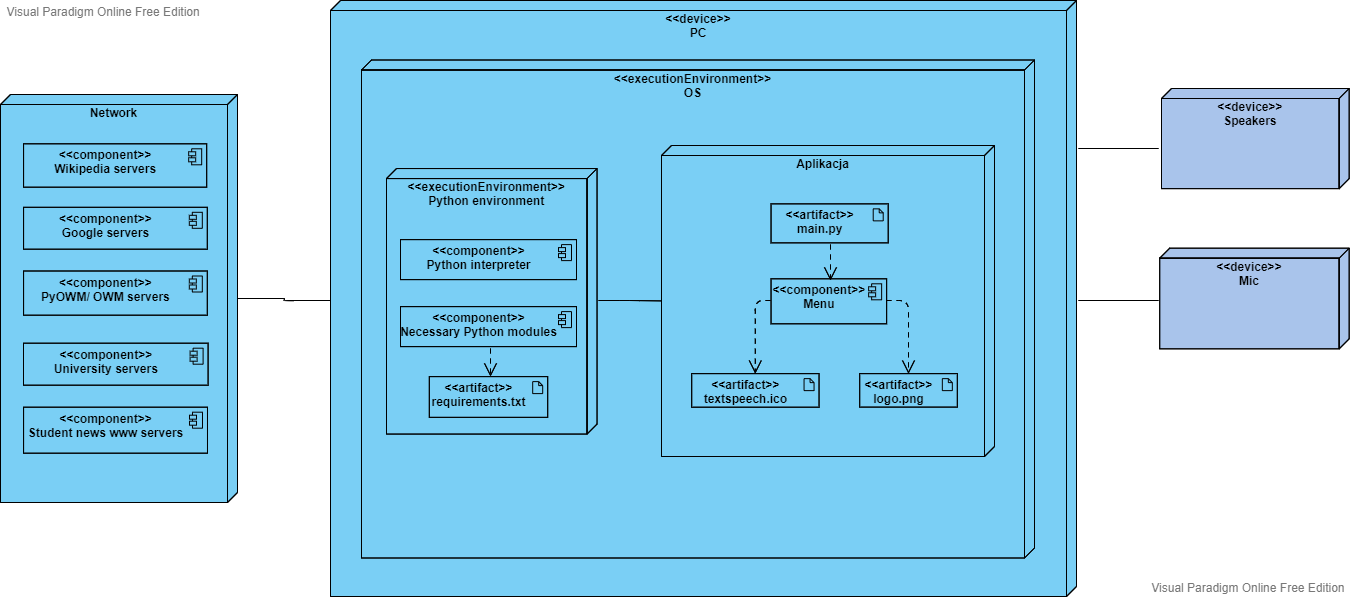 Visual Paradigm Online Free Edition
<<device>>
PC
<<executionEnvironment>>
OS
Network
<<component>>
Wikipedia servers
<<component>>
Google servers
<<component>>
PyOWM/ OWM servers
<<component>>
University servers
<<component>>
Student news www servers
<<executionEnvironment>>
Python environment
<<component>>
Python interpreter
<<component>>
Necessary Python modules
<<artifact>>
requirements.txt
Aplikacja
<<artifact>>
main.py
<<component>>
Menu
<<artifact>>
textspeech.ico
<<artifact>>
logo.png
<<device>>
Speakers
<<device>>
Mic
Visual Paradigm Online Free Edition